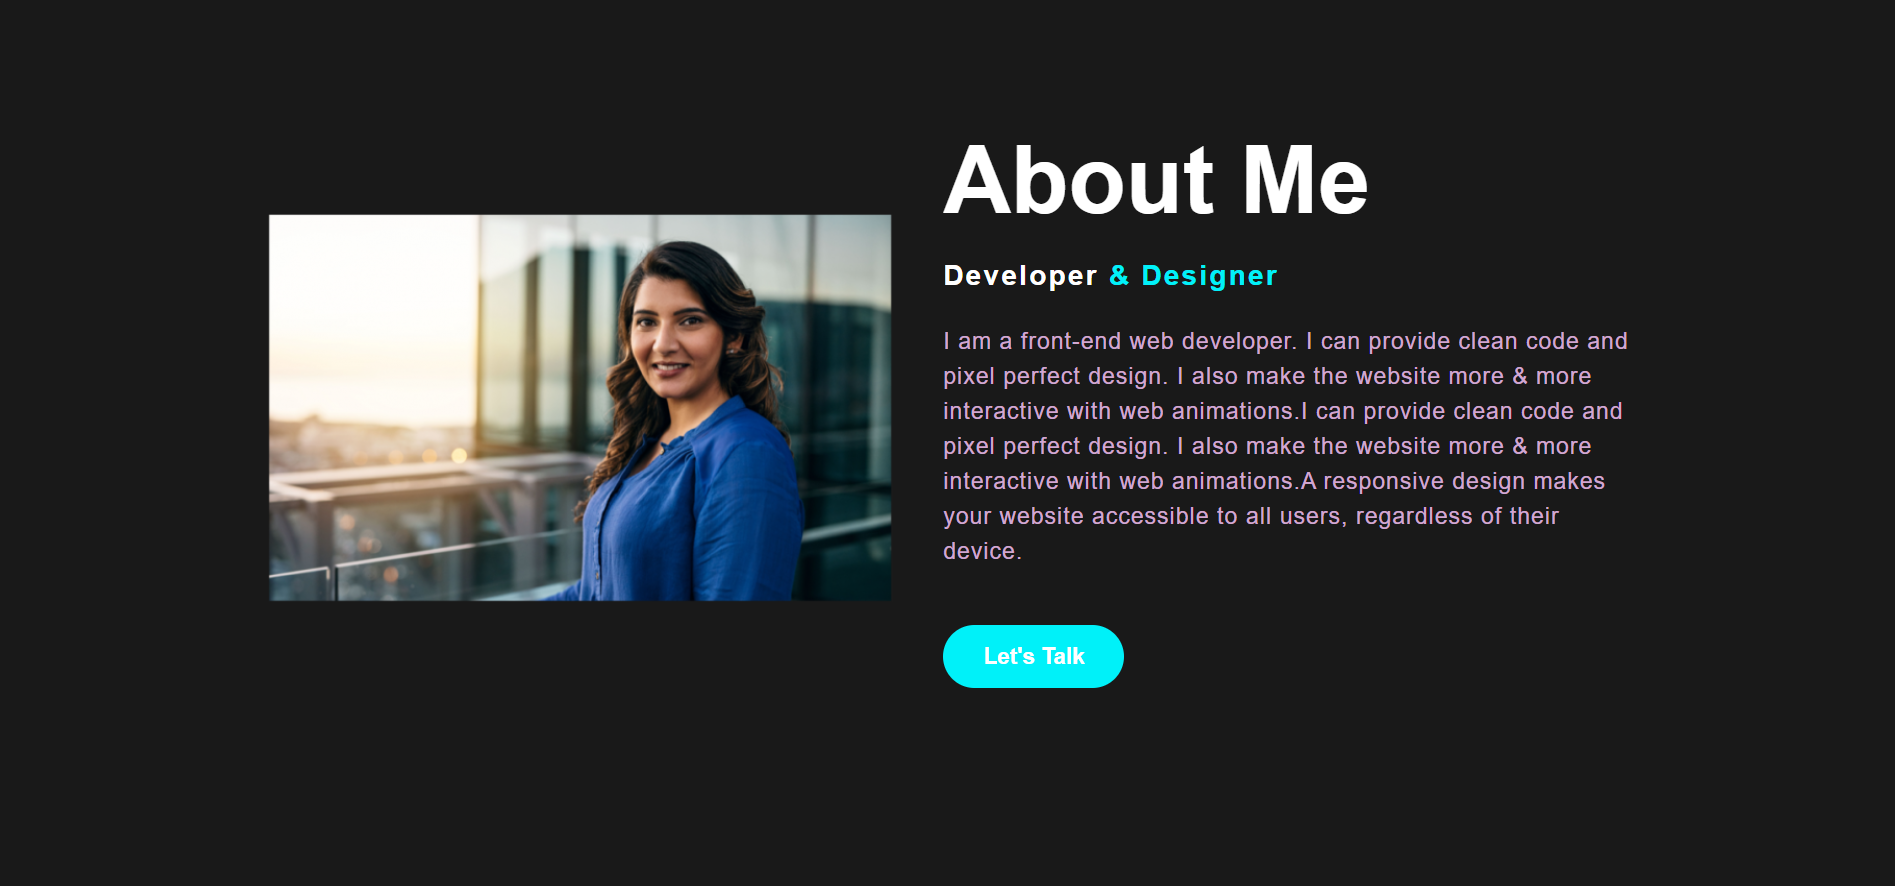 About Me
Developer & Designer
I am a front-end web developer. I can provide clean code and
pixel perfect design. I also make the website more & more
interactive with web animations.I can provide clean code and
pixel perfect design. I also make the website more & more
interactive with web animations.A responsive design makes
your website accessible to all users, regardless of their
device.
Let's Talk